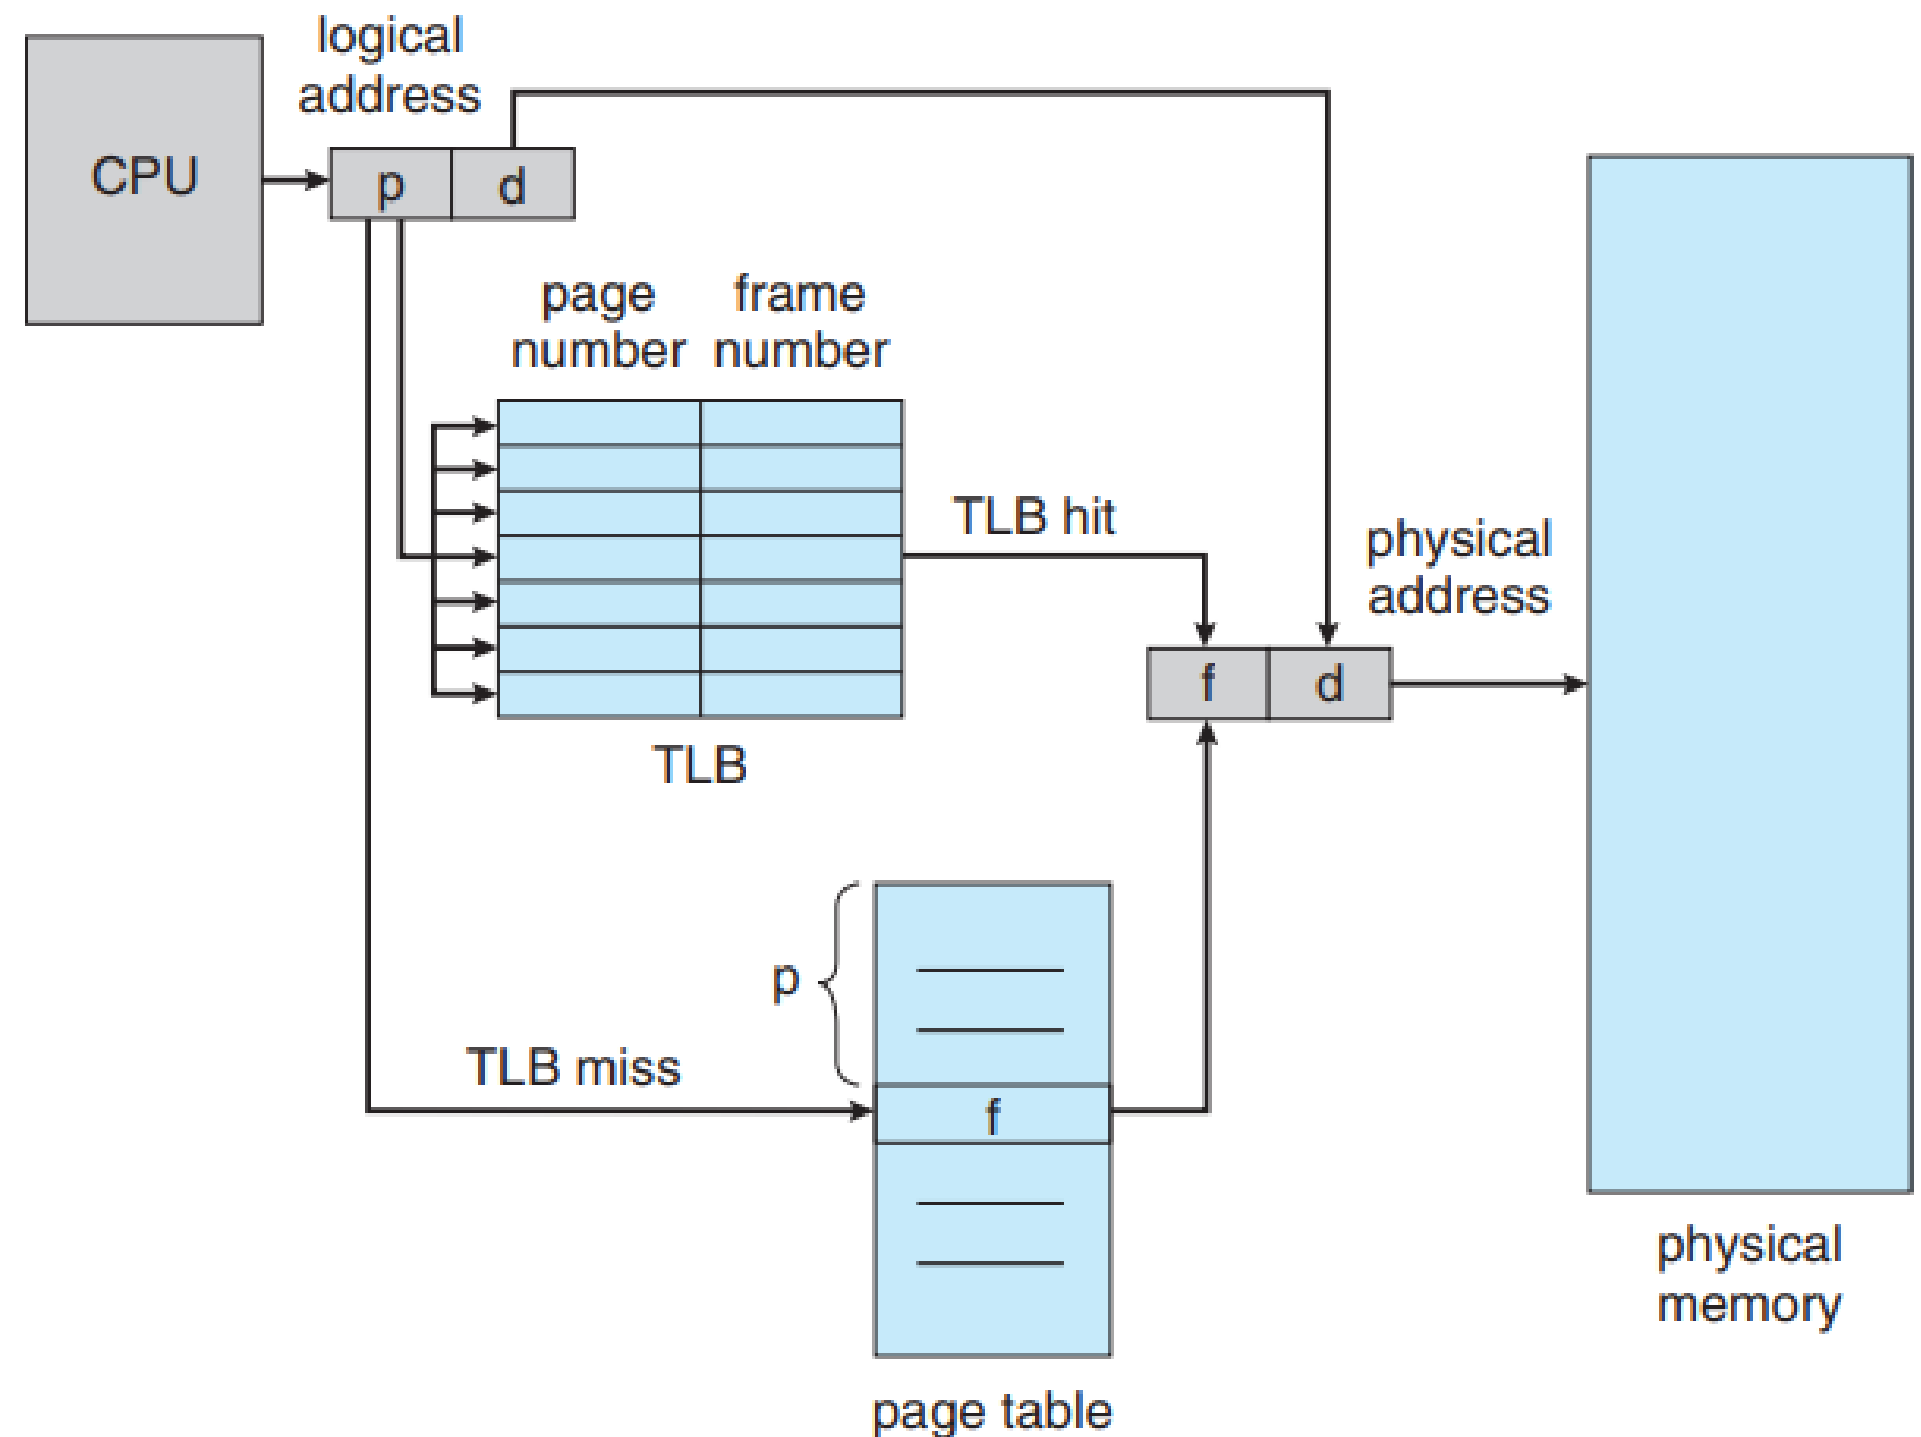 logical
address
CPU
p
d
page
number
frame
number
TLB hit
physical
address
f
d
TLB
p
TLB miss
f
physical
memory
page table